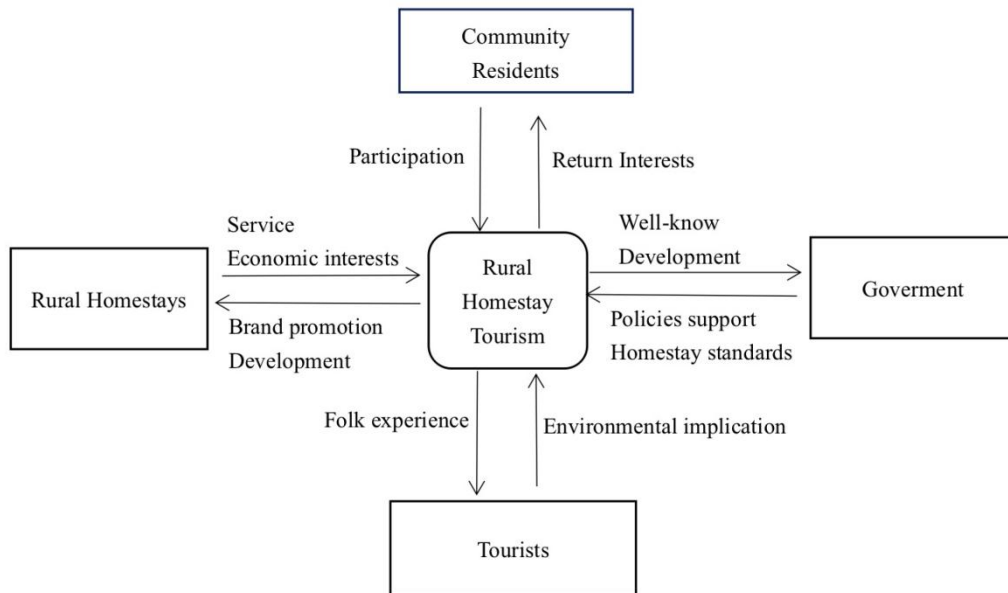 Community
Residents
Participation
Return Interests
Service
Economic interests
Well-know
Development
Rural Homestays
Rural
Homestay
Tourism
Goverment
Brand promotion
Development
Policies support
Homestay standards
Folk experience
Environmental implication
Tourists